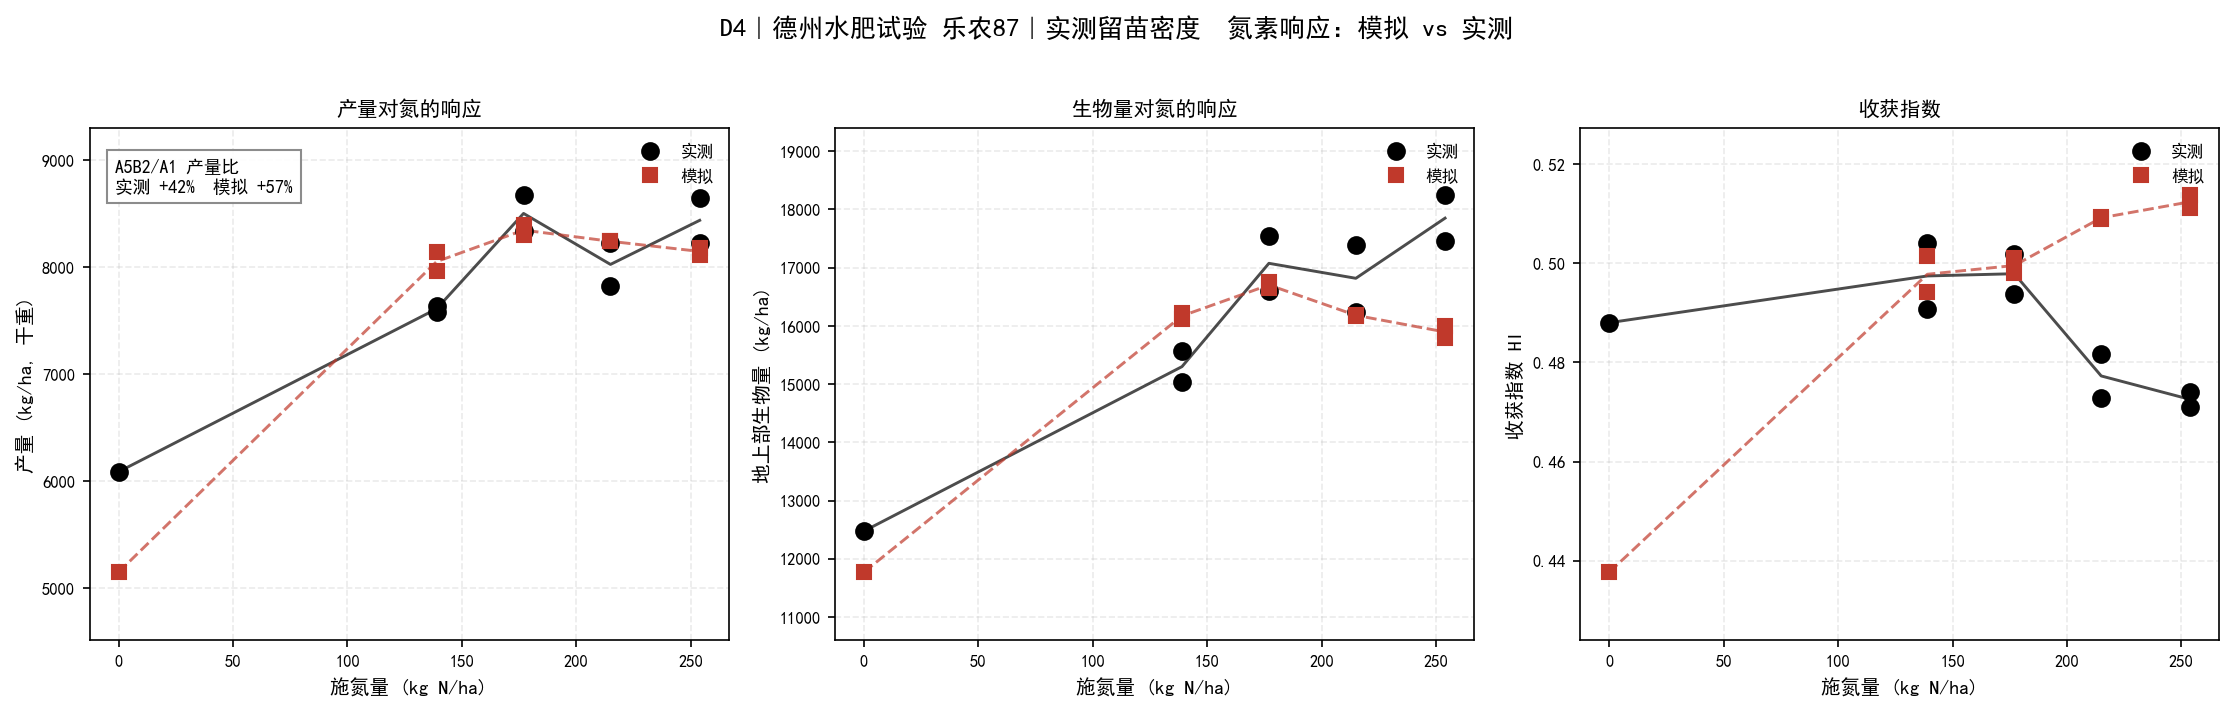 D4｜德州水肥试验 乐农87｜实测留苗密度  氮素响应：模拟 vs 实测
产量对氮的响应
产量 (kg/ha, 干重)
9000
8000
7000
6000
5000
A5B2/A1 产量比
实测 +42%  模拟 +57%
实测
模拟
0 50 100 150 200 250
施氮量 (kg N/ha)
生物量对氮的响应
地上部生物量 (kg/ha)
19000
18000
17000
16000
15000
14000
13000
12000
11000
实测
模拟
0 50 100 150 200 250
施氮量 (kg N/ha)
收获指数
收获指数 HI
0.52
0.50
0.48
0.46
0.44
实测
模拟
0 50 100 150 200 250
施氮量 (kg N/ha)